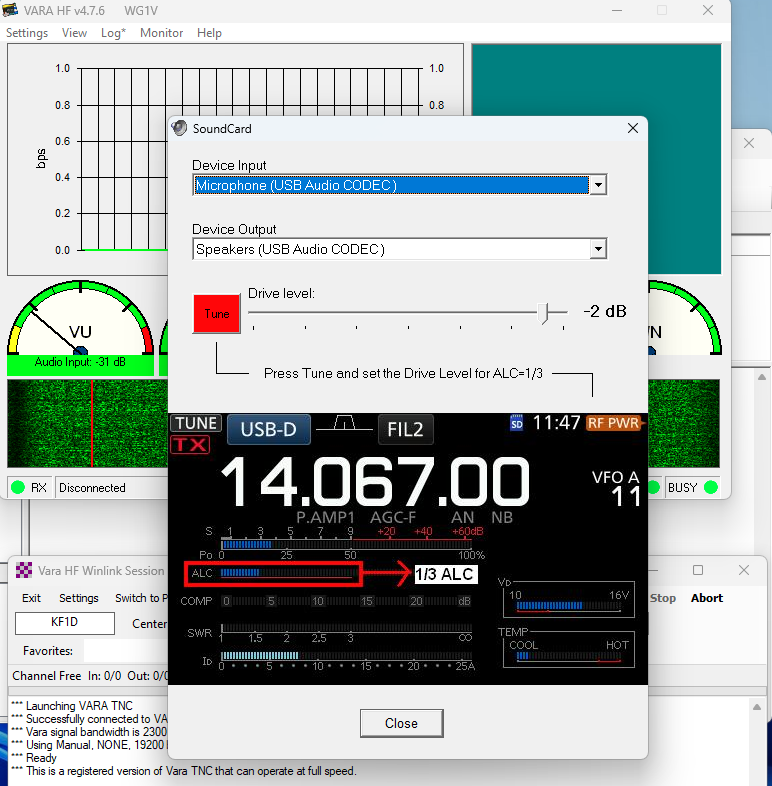 VARA HF v4.7.6 WG1V
Settings View Log* Monitor Help
1.0
0.8
0.6
0.4
0.2
0.0
bps
1.0
0.8
VU
Audio Input: -31 dB
N
RX Disconnected
BUSY
SoundCard
Device Input
Microphone (USB Audio CODEC )
Device Output
Speakers (USB Audio CODEC )
Drive level:
Tune
-2 dB
Press Tune and set the Drive Level for ALC=1/3
TUNE USB-D FIL2 SD 11:47 RF PWR
TX
14.067.00
VFO A
11
P.AMP1 AGC-F AN NB
S 1 3 5 7 9 +20 +40 +60dB
Po 0 25 50 100%
ALC 1/3 ALC
COMP 0 5 10 15 20 dB
SWR 1 1.5 2 2.5 3 ∞
ID 0 5 10 15 20 25A
VD
10 16V
TEMP
COOL HOT
Close
Vara HF Winlink Session
Exit Settings Switch to P
Stop Abort
KF1D Center
Favorites:
Channel Free In: 0/0 Out: 0/0
*** Launching VARA TNC
*** Successfully connected to VA
*** Vara signal bandwidth is 2300
*** Using Manual, NONE, 19200
*** Ready
*** This is a registered version of Vara TNC that can operate at full speed.